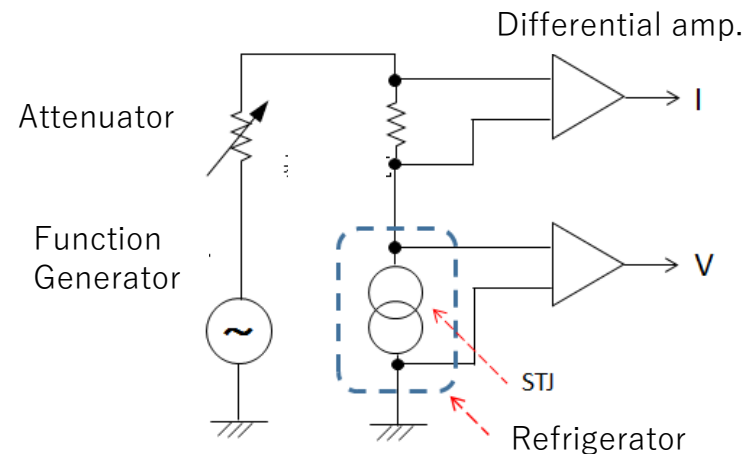 Differential amp.
I
Attenuator
Function
Generator
~
V
STJ
Refrigerator